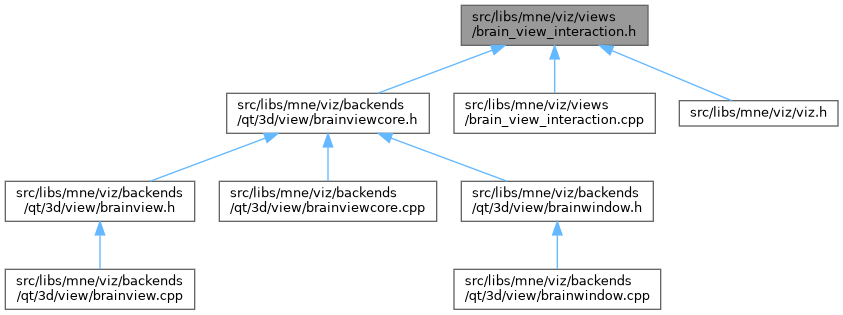 src/libs/mne/viz/views
/brain_view_interaction.h
src/libs/mne/viz/backends
/qt/3d/view/brainviewcore.h
src/libs/mne/viz/views
/brain_view_interaction.cpp
src/libs/mne/viz/viz.h
src/libs/mne/viz/backends
/qt/3d/view/brainview.h
src/libs/mne/viz/backends
/qt/3d/view/brainviewcore.cpp
src/libs/mne/viz/backends
/qt/3d/view/brainwindow.h
src/libs/mne/viz/backends
/qt/3d/view/brainview.cpp
src/libs/mne/viz/backends
/qt/3d/view/brainwindow.cpp